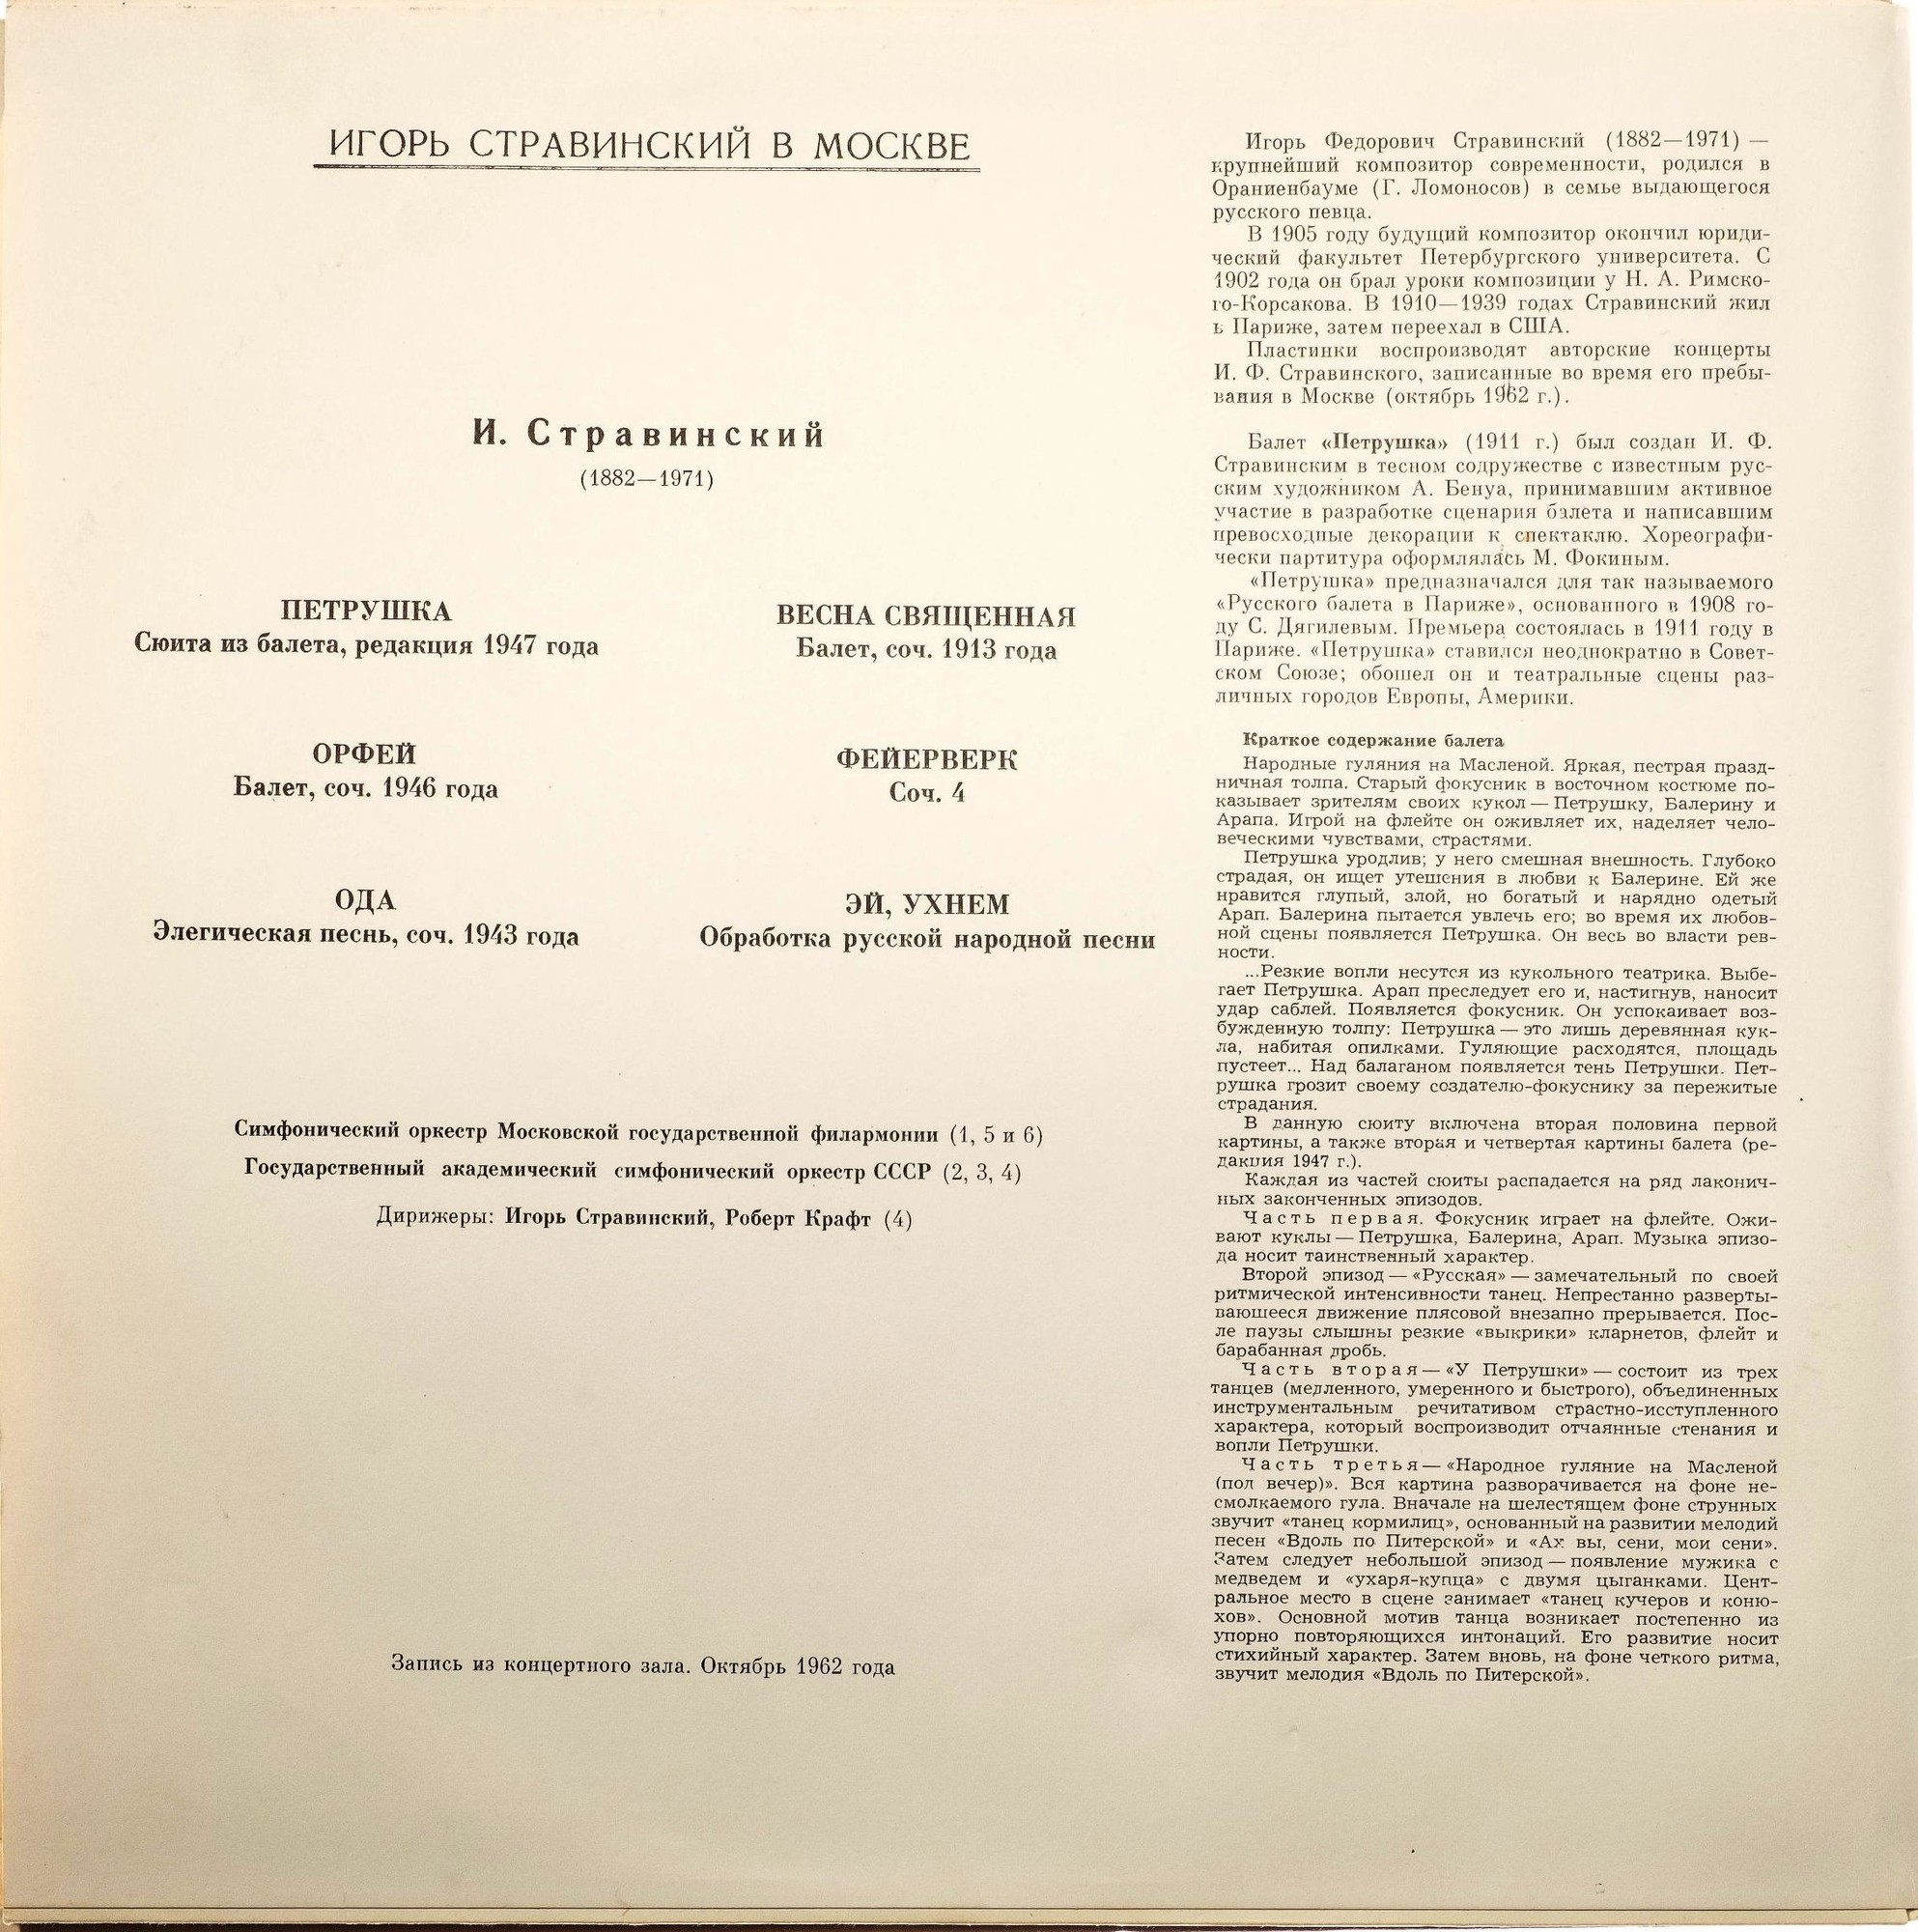 ИГОРЬ СТРАВИНСКИЙ В МОСКВЕ
И. Стравинский
(1882—1971)
ПЕТРУШКА
Сюита из балета, редакция 1947 года
ОРФЕЙ
Балет, соч. 1946 года
ОДА
Элегическая песнь, соч. 1943 года
ВЕСНА СВЯЩЕННАЯ
Балет, соч. 1913 года
ФЕЙЕРВЕРК
Соч. 4
ЭЙ, УХНЕМ
Обработка русской народной песни
Симфонический оркестр Московской государственной филармонии (1, 5 и 6)
Государственный академический симфонический оркестр СССР (2, 3, 4)
Дирижеры: Игорь Стравинский, Роберт Крафт (4)
Запись из концертного зала. Октябрь 1962 года
Игорь Федорович Стравинский (1882—1971) —
крупнейший композитор современности, родился в
Ораниенбауме (Г. Ломоносов) в семье выдающегося
русского певца.
В 1905 году будущий композитор окончил юриди-
ческий факультет Петербургского университета. С
1902 года он брал уроки композиции у Н. А. Римско-
го-Корсакова. В 1910—1939 годах Стравинский жил
в Париже, затем переехал в США.
Пластинки воспроизводят авторские концерты
И. Ф. Стравинского, записанные во время его пребы-
вания в Москве (октябрь 1962 г.).
Балет «Петрушка» (1911 г.) был создан И. Ф.
Стравинским в тесном содружестве с известным рус-
ским художником А. Бенуа, принимавшим активное
участие в разработке сценария балета и написавшим
превосходные декорации к спектаклю. Хореографи-
чески партитура оформлялась М. Фокиным.
«Петрушка» предназначался для так называемого
«Русского балета в Париже», основанного в 1908 го-
ду С. Дягилевым. Премьера состоялась в 1911 году в
Париже. «Петрушка» ставился неоднократно в Совет-
ском Союзе; обошел он и театральные сцены раз-
личных городов Европы, Америки.
Краткое содержание балета
Народные гуляния на Масленой. Яркая, пестрая празд-
ничная толпа. Старый фокусник в восточном костюме по-
казывает зрителям своих кукол — Петрушку, Балерину и
Арапа. Игрой на флейте он оживляет их, наделяет чело-
веческими чувствами, страстями.
Петрушка уродлив; у него смешная внешность. Глубоко
страдая, он ищет утешения в любви к Балерине. Ей же
нравится глупый, злой, но богатый и нарядно одетый
Арап. Балерина пытается увлечь его; во время их любов-
ной сцены появляется Петрушка. Он весь во власти рев-
ности.
...Резкие вопли несутся из кукольного театрика. Выбе-
гает Петрушка. Арап преследует его и, настигнув, наносит
удар саблей. Появляется фокусник. Он успокаивает воз-
бужденную толпу: Петрушка — это лишь деревянная кук-
ла, набитая опилками. Гуляющие расходятся, площадь
пустеет... Над балаганом появляется тень Петрушки. Пет-
рушка грозит своему создателю-фокуснику за пережитые
страдания.
В данную сюиту включена вторая половина первой
картины, а также вторая и четвертая картины балета (ре-
дакция 1947 г.).
Каждая из частей сюиты распадается на ряд лаконич-
ных законченных эпизодов.
Часть первая. Фокусник играет на флейте. Ожи-
вают куклы — Петрушка, Балерина, Арап. Музыка эпизо-
да носит таинственный характер.
Второй эпизод — «Русская» — замечательный по своей
ритмической интенсивности танец. Непрестанно разверты-
вающееся движение плясовой внезапно прерывается. Пос-
ле паузы слышны резкие «выкрики» кларнетов, флейт и
барабанная дробь.
Часть вторая — «У Петрушки» — состоит из трех
танцев (медленного, умеренного и быстрого), объединенных
инструментальным речитативом страстно-исступленного
характера, который воспроизводит отчаянные стенания и
вопли Петрушки.
Часть третья — «Народное гуляние на Масленой
(под вечер)». Вся картина разворачивается на фоне не-
смолкаемого гула. Вначале на шелестящем фоне струнных
звучит «танец кормилиц», основанный на развитии мелодий
песен «Вдоль по Питерской» и «Ах вы, сени, мои сени».
Затем следует небольшой эпизод — появление мужика с
медведем и «ухаря-купца» с двумя цыганками. Цент-
ральное место в сцене занимает «танец кучеров и коню-
хов». Основной мотив танца возникает постепенно из
упорно повторяющихся интонаций. Его развитие носит
стихийный характер. Затем вновь, на фоне четкого ритма,
звучит мелодия «Вдоль по Питерской».